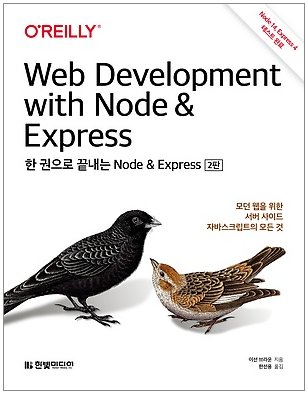 O'REILLY®
Node 14, Express 4
테스트 완료
Web Development
with Node &
Express
한 권으로 끝내는 Node & Express 2판
모던 웹을 위한
서버 사이드
자바스크립트의 모든 것
한빛미디어
이선 브라운 지음
한선용 옮김